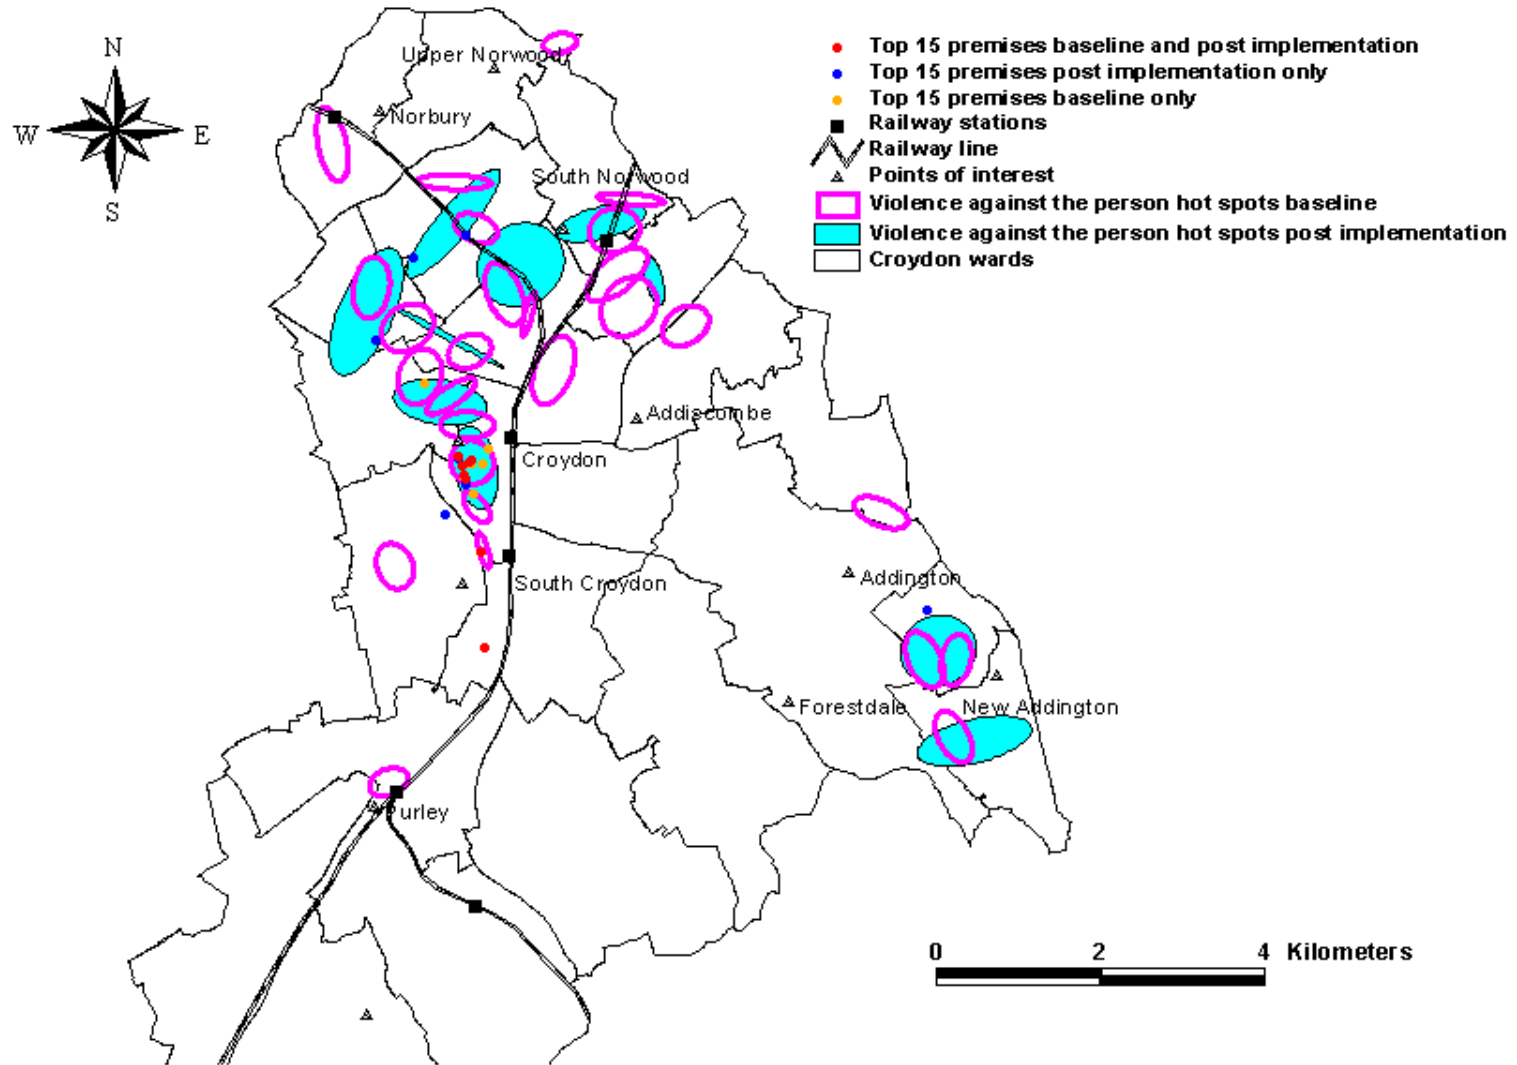 N
W
E
S
Upper Norwood
Norbury
South Norwood
Addiscombe
Croydon
South Croydon
Addington
Forestdale
New Addington
urley
Top 15 premises baseline and post implementation
Top 15 premises post implementation only
Top 15 premises baseline only
Railway stations
Railway line
Points of interest
Violence against the person hot spots baseline
Violence against the person hot spots post implementation
Croydon wards
0 2 4 Kilometers